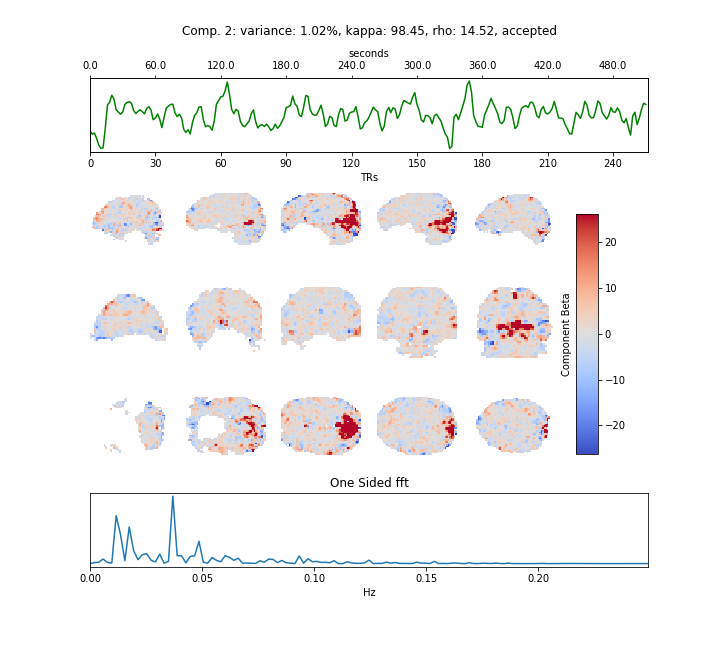 Comp. 2: variance: 1.02%, kappa: 98.45, rho: 14.52, accepted
seconds
0.0 60.0 120.0 180.0 240.0 300.0 360.0 420.0 480.0
0 30 60 90 120 150 180 210 240
TRs
20
10
0
−10
−20
Component Beta
One Sided fft
0.00 0.05 0.10 0.15 0.20
Hz